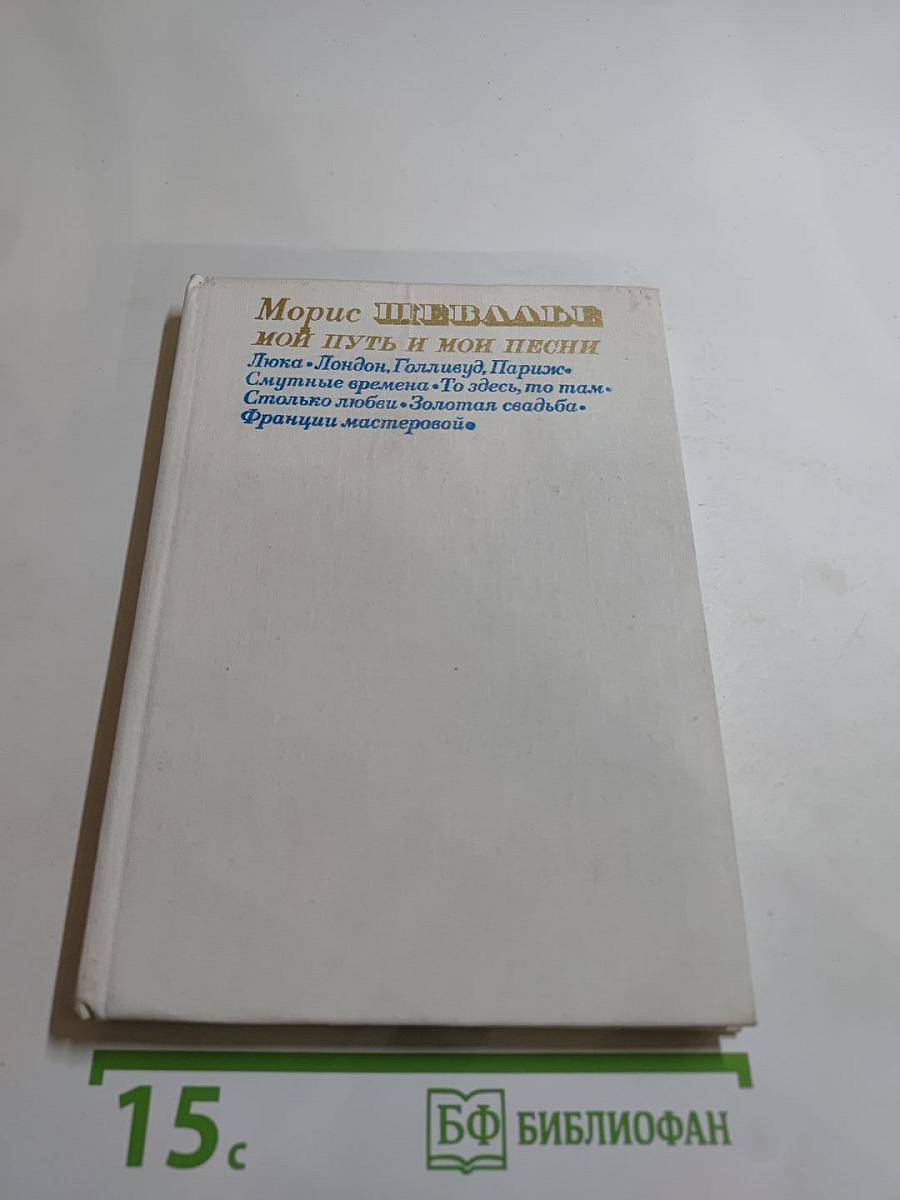 Морис ШЕВАЛЬЕ
МОЙ ПУТЬ И МОИ ПЕСНИ
Люка • Лондон, Голливуд, Париж •
Смутные времена • То здесь, то там •
Столько любви • Золотая свадьба •
Франции мастеровой •
15 с
БФ БИБЛИОФАН